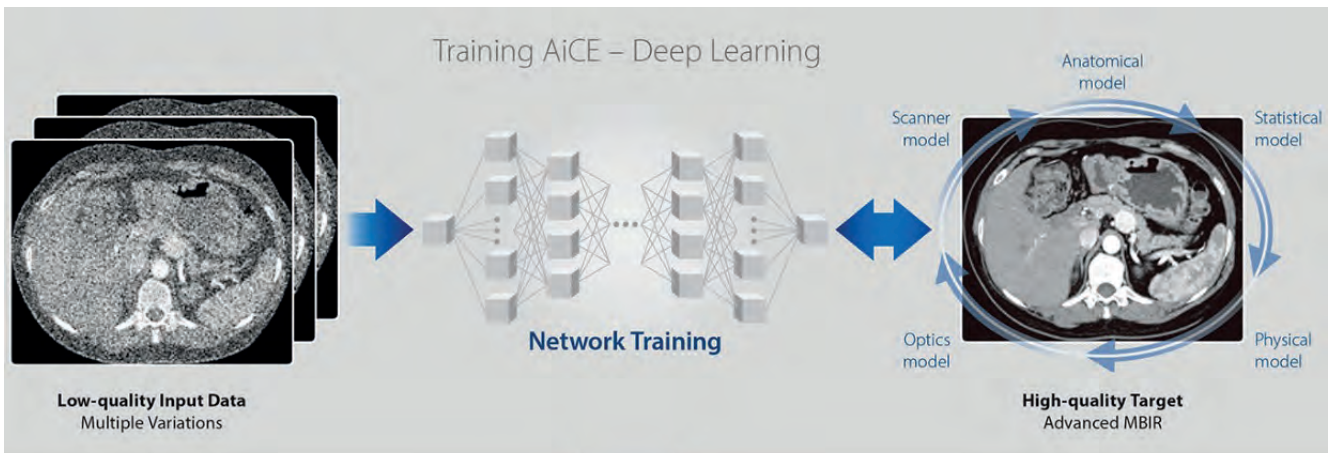 Training AiCE – Deep Learning
Anatomical
model
Scanner
model
Statistical
model
Network Training
Optics
model
Physical
model
Low-quality Input Data
Multiple Variations
High-quality Target
Advanced MBIR